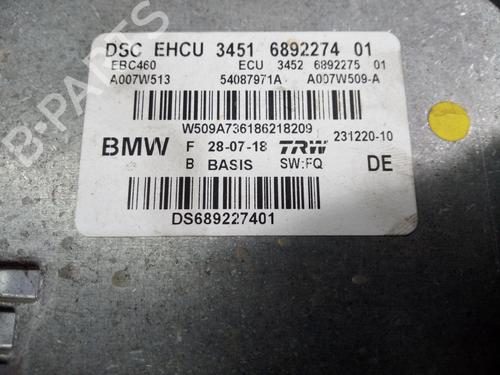 DSC EHCU 3451 6892274 01
EBC460 ECU 3452 6892275 01
A007W513 54087971A A007W509-A
W509A736186218209
BMW F 28-07-18 TRW 231220-10
B BASIS SW:FQ DE
DS689227401
B-PARTS